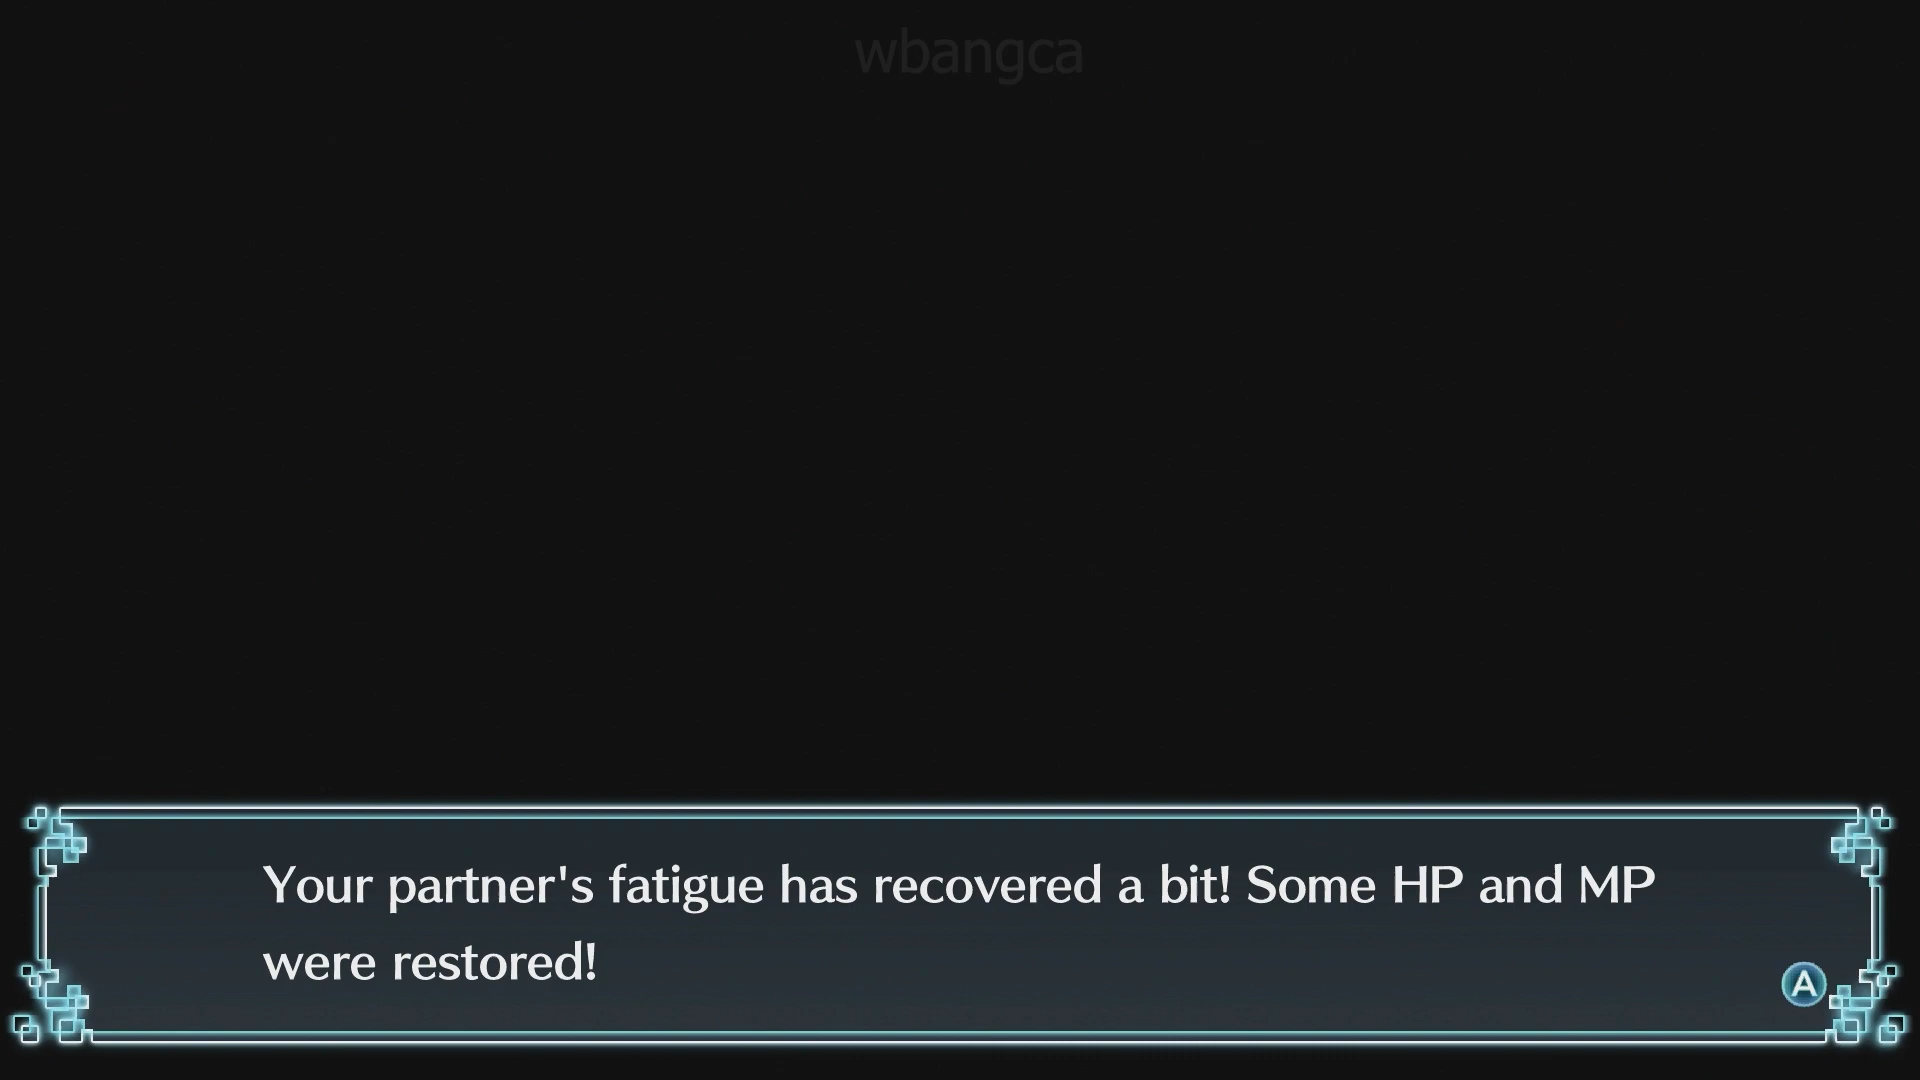 wbangca
Your partner's fatigue has recovered a bit! Some HP and MP
were restored!
A